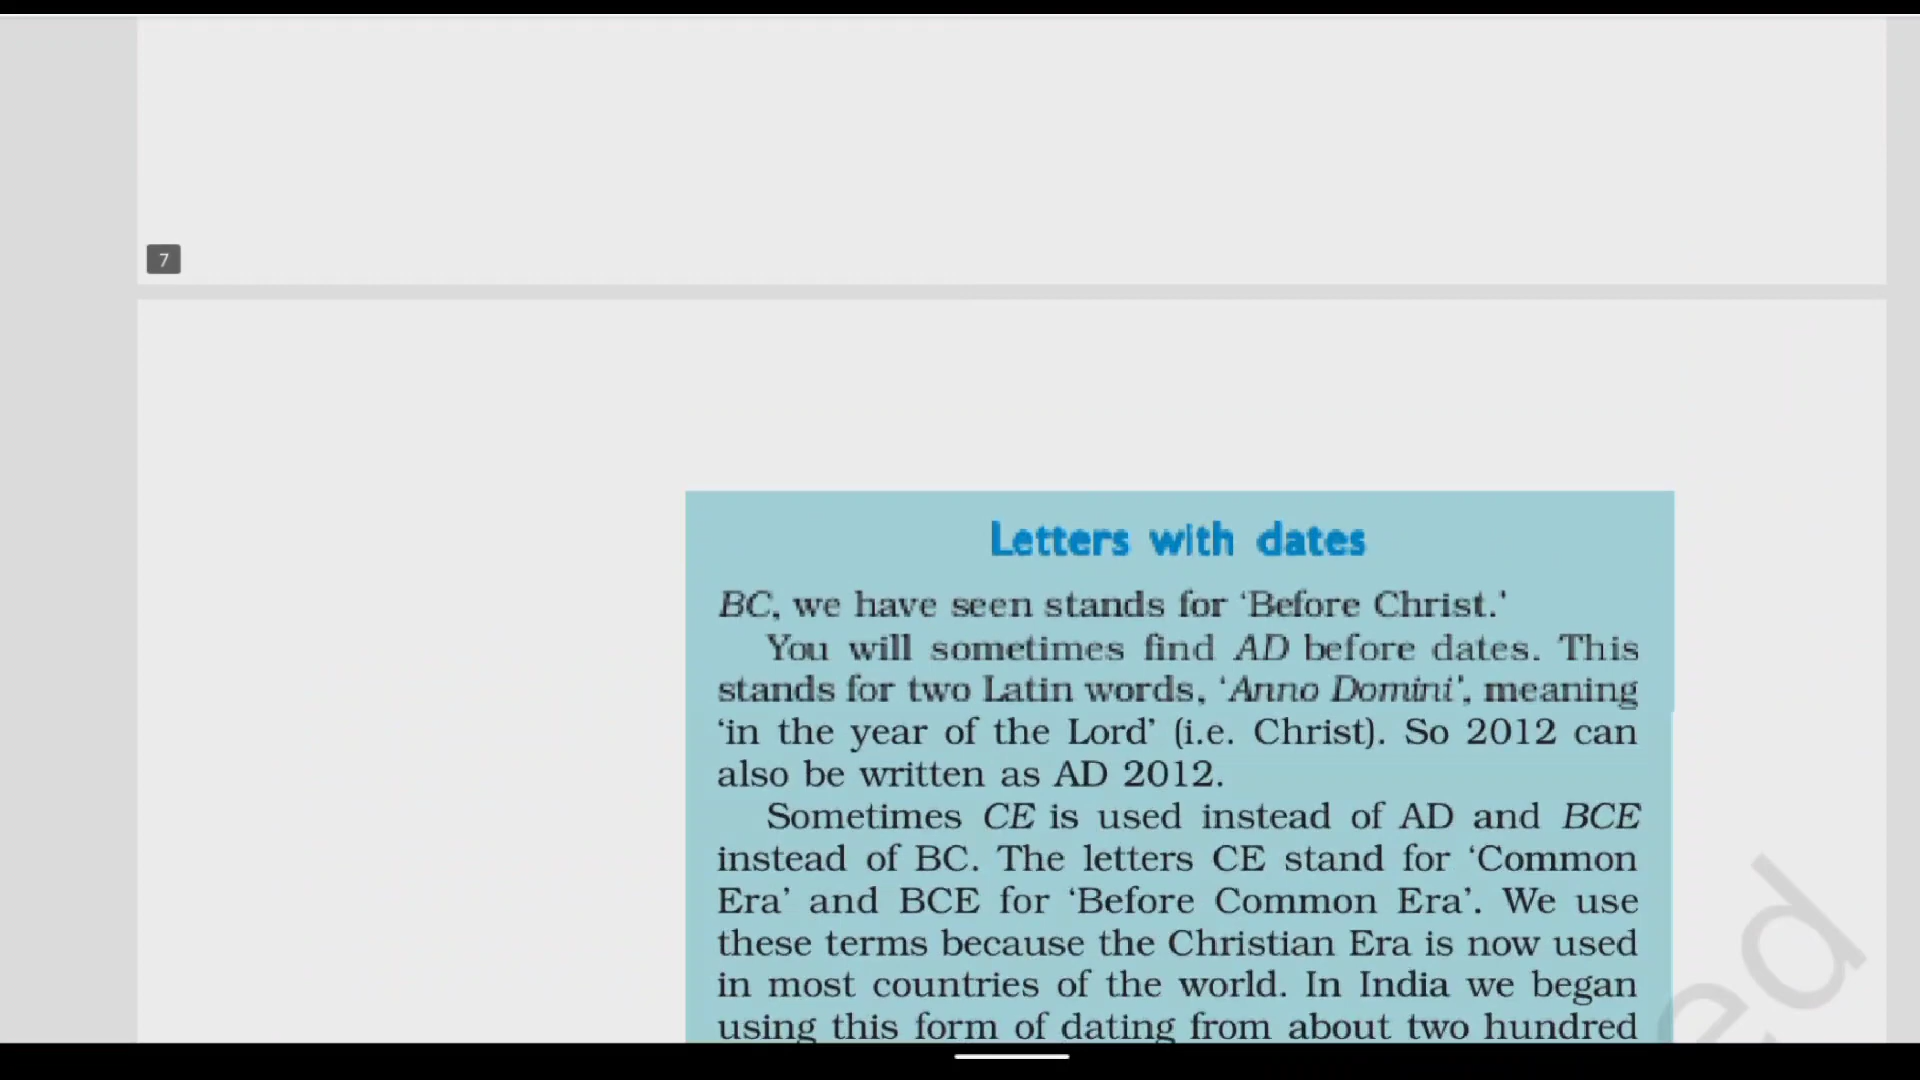 7
Letters with dates
BC, we have seen stands for ‘Before Christ.’
You will sometimes find AD before dates. This
stands for two Latin words, ‘Anno Domini’, meaning
‘in the year of the Lord’ (i.e. Christ). So 2012 can
also be written as AD 2012.
Sometimes CE is used instead of AD and BCE
instead of BC. The letters CE stand for ‘Common
Era’ and BCE for ‘Before Common Era’. We use
these terms because the Christian Era is now used
in most countries of the world. In India we began
using this form of dating from about two hundred
ed